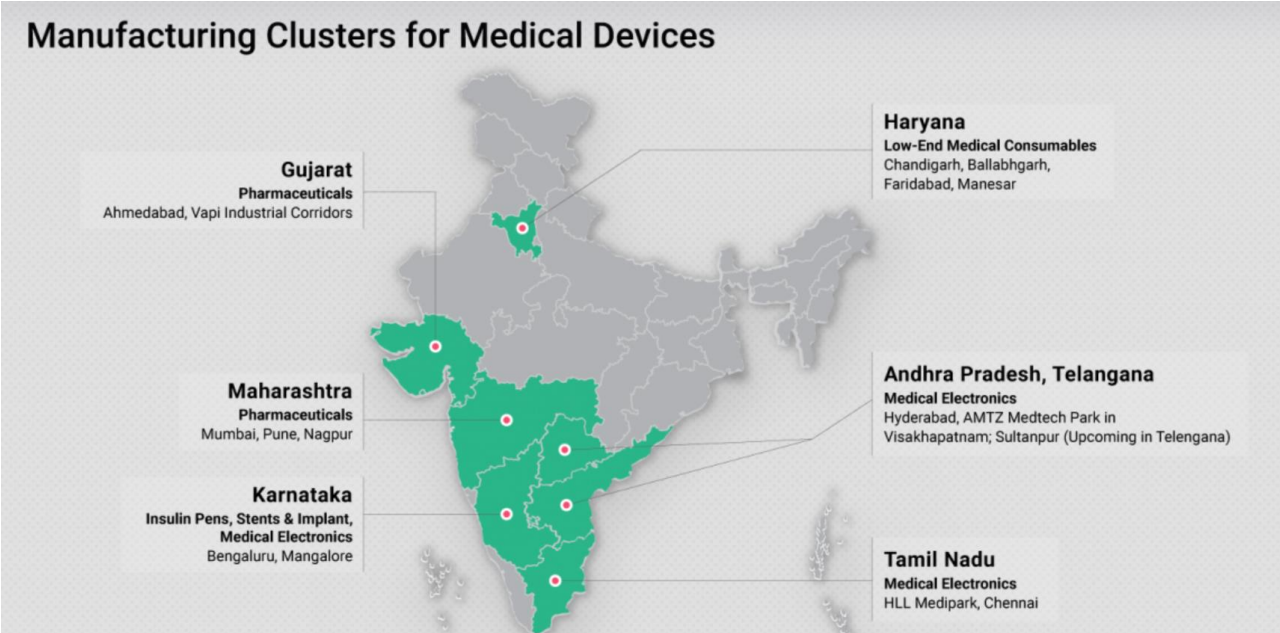 Manufacturing Clusters for Medical Devices
Gujarat
Pharmaceuticals
Ahmedabad, Vapi Industrial Corridors
Maharashtra
Pharmaceuticals
Mumbai, Pune, Nagpur
Karnataka
Insulin Pens, Stents & Implant,
Medical Electronics
Bengaluru, Mangalore
Haryana
Low-End Medical Consumables
Chandigarh, Ballabhgarh,
Faridabad, Manesar
Andhra Pradesh, Telangana
Medical Electronics
Hyderabad, AMTZ Medtech Park in
Visakhapatnam; Sultanpur (Upcoming in Telengana)
Tamil Nadu
Medical Electronics
HLL Medipark, Chennai